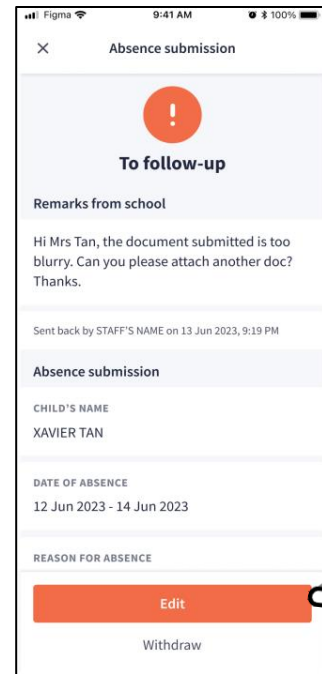 Figma 9:41 AM 100%
Absence submission
!
To follow-up
Remarks from school
Hi Mrs Tan, the document submitted is too
blurry. Can you please attach another doc?
Thanks.
Sent back by STAFF'S NAME on 13 Jun 2023, 9:19 PM
Absence submission
CHILD'S NAME
XAVIER TAN
DATE OF ABSENCE
12 Jun 2023 - 14 Jun 2023
REASON FOR ABSENCE
Edit
Withdraw